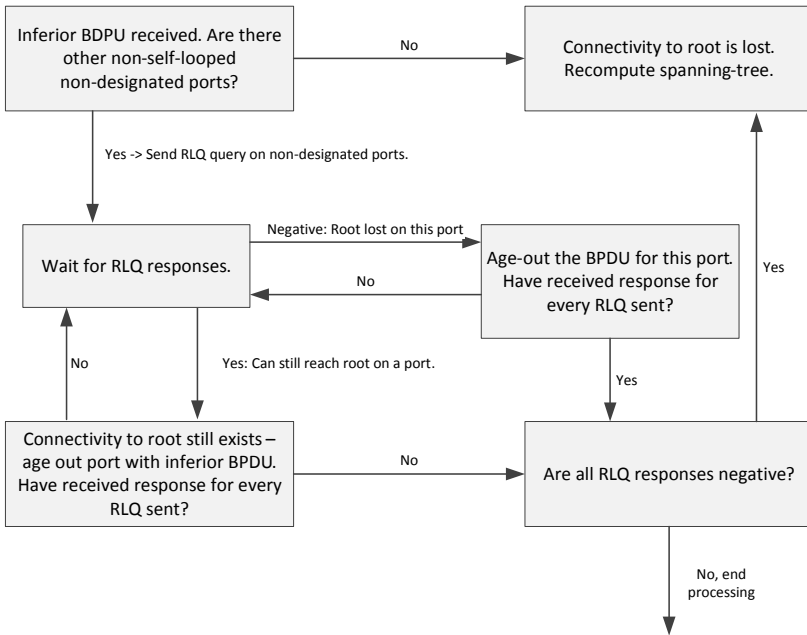 Inferior BDPU received. Are there
other non-self-looped
non-designated ports?
No
Connectivity to root is lost.
Recompute spanning-tree.
Yes -> Send RLQ query on non-designated ports.
Wait for RLQ responses.
Negative: Root lost on this port
No
Age-out the BPDU for this port.
Have received response for
every RLQ sent?
Yes
No
Yes: Can still reach root on a port.
Yes
Connectivity to root still exists –
age out port with inferior BPDU.
Have received response for every
RLQ sent?
No
Are all RLQ responses negative?
No, end
processing